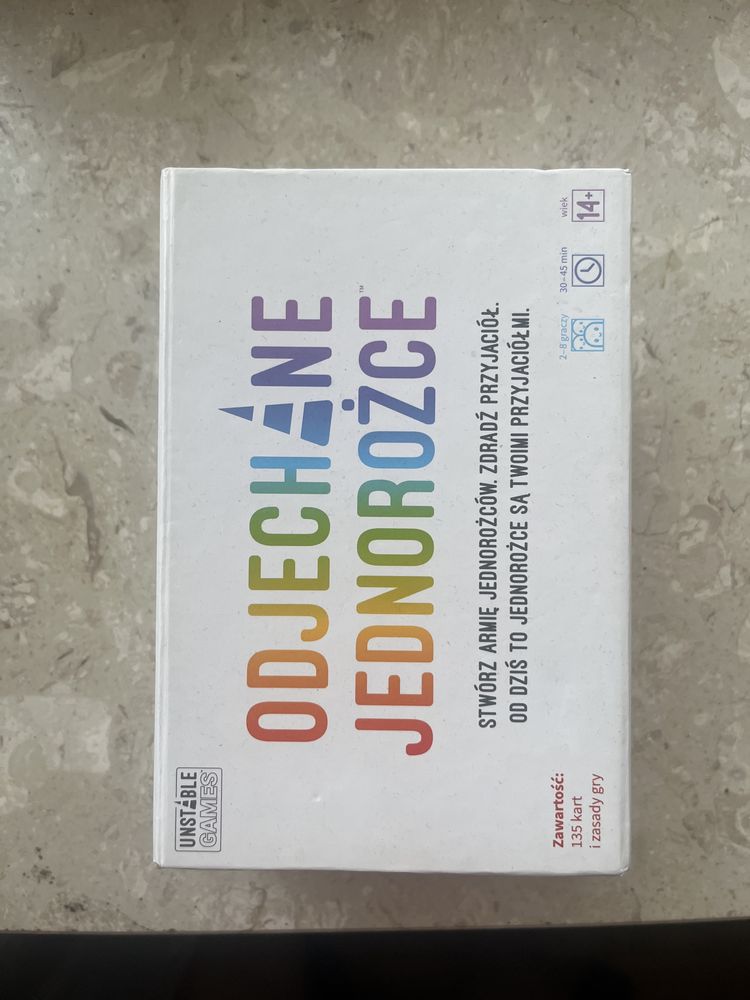 UNSTABLE
GAMES
ODJECHANE
JEDNOROŻCE™
STWÓRZ ARMIĘ JEDNOROŻCÓW. ZDRADŹ PRZYJACIÓŁ.
OD DZIŚ TO JEDNOROŻCE SĄ TWOIMI PRZYJACIÓŁMI.
Zawartość:
135 kart
i zasady gry
2–8 graczy
30–45 min
wiek
14+